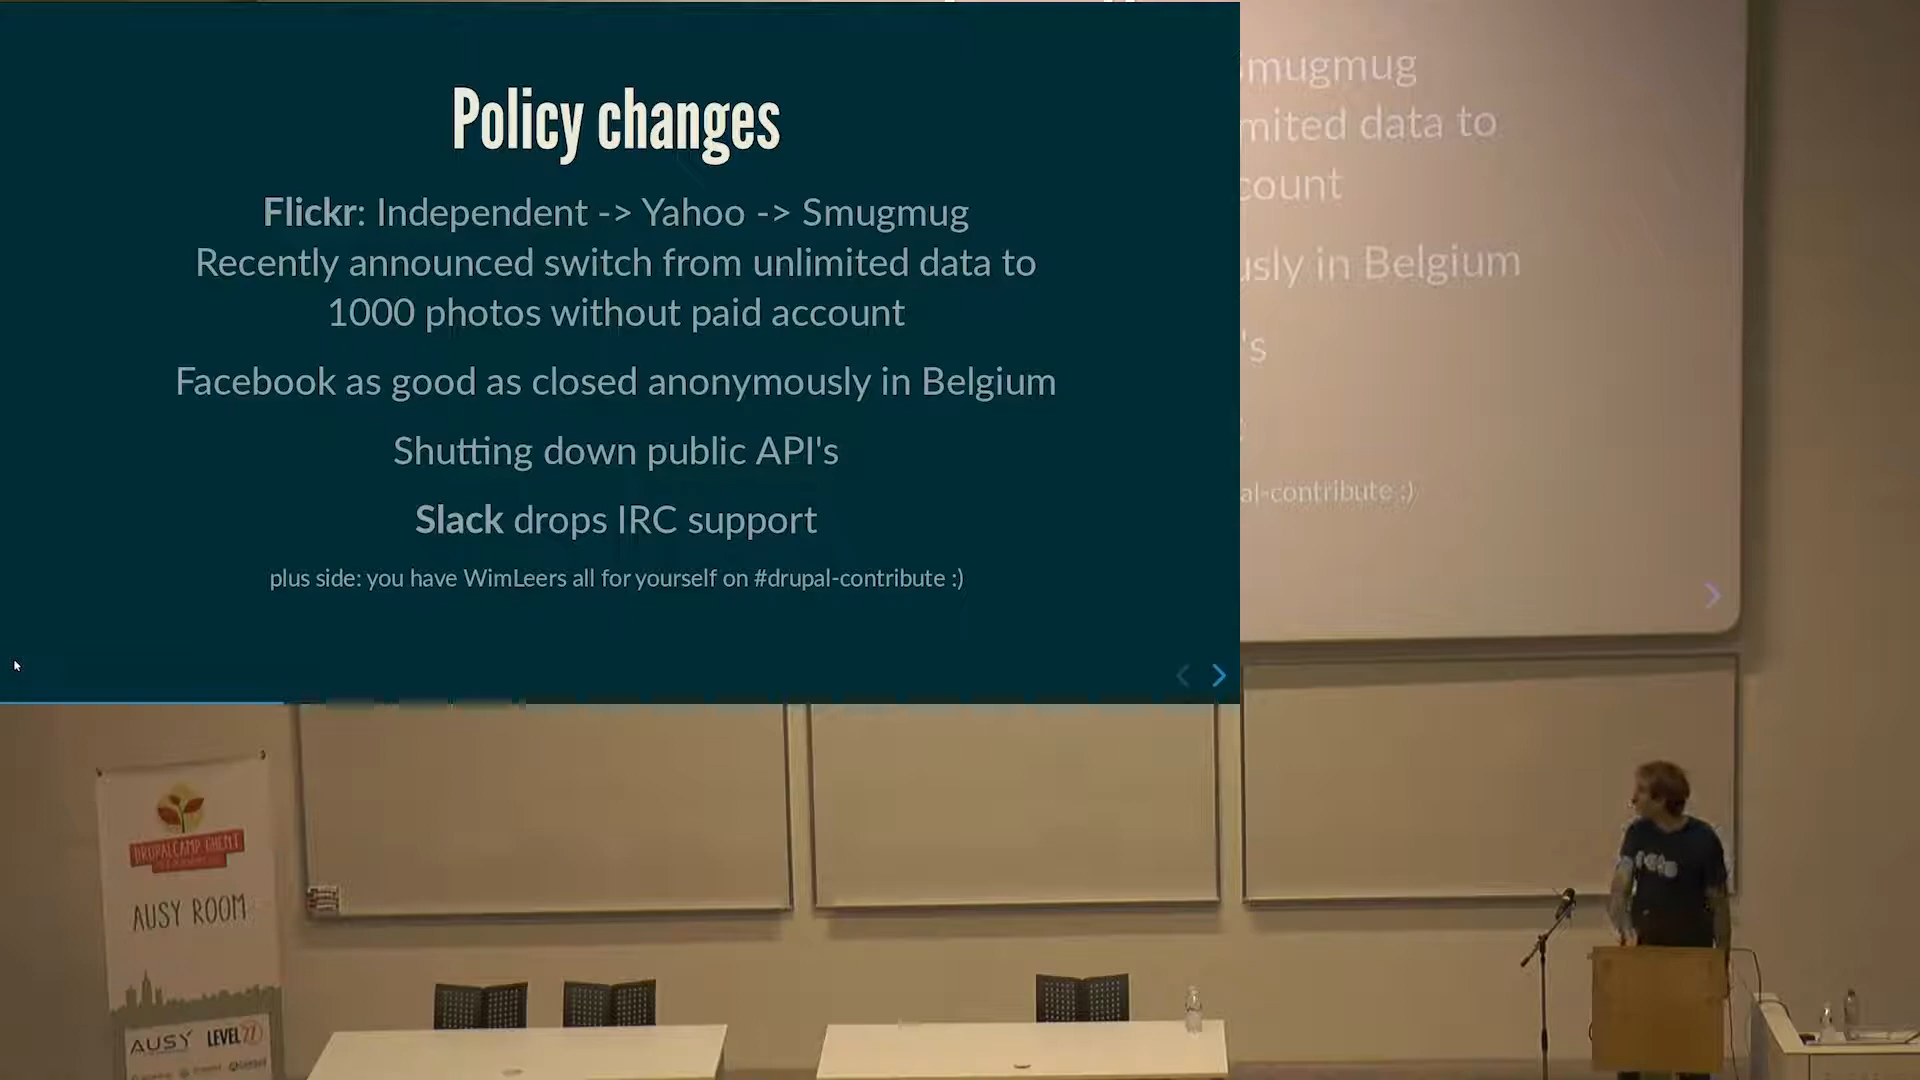 Policy changes
Flickr: Independent -> Yahoo -> Smugmug
Recently announced switch from unlimited data to
1000 photos without paid account
Facebook as good as closed anonymously in Belgium
Shutting down public API's
Slack drops IRC support
plus side: you have WimLeers all for yourself on #drupal-contribute :)
mugmug
mited data to
count
usly in Belgium
's
al-contribute :)
DRUPALCAMP GHENT
AUSY ROOM
AUSY LEVEL27